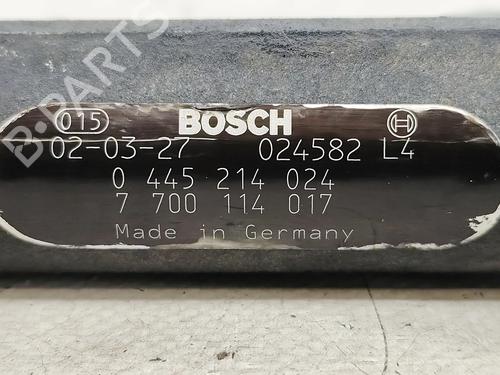 B-PARTS
015 BOSCH
02-03-27 024582 L4
0 445 214 024
7 700 114 017
Made in Germany